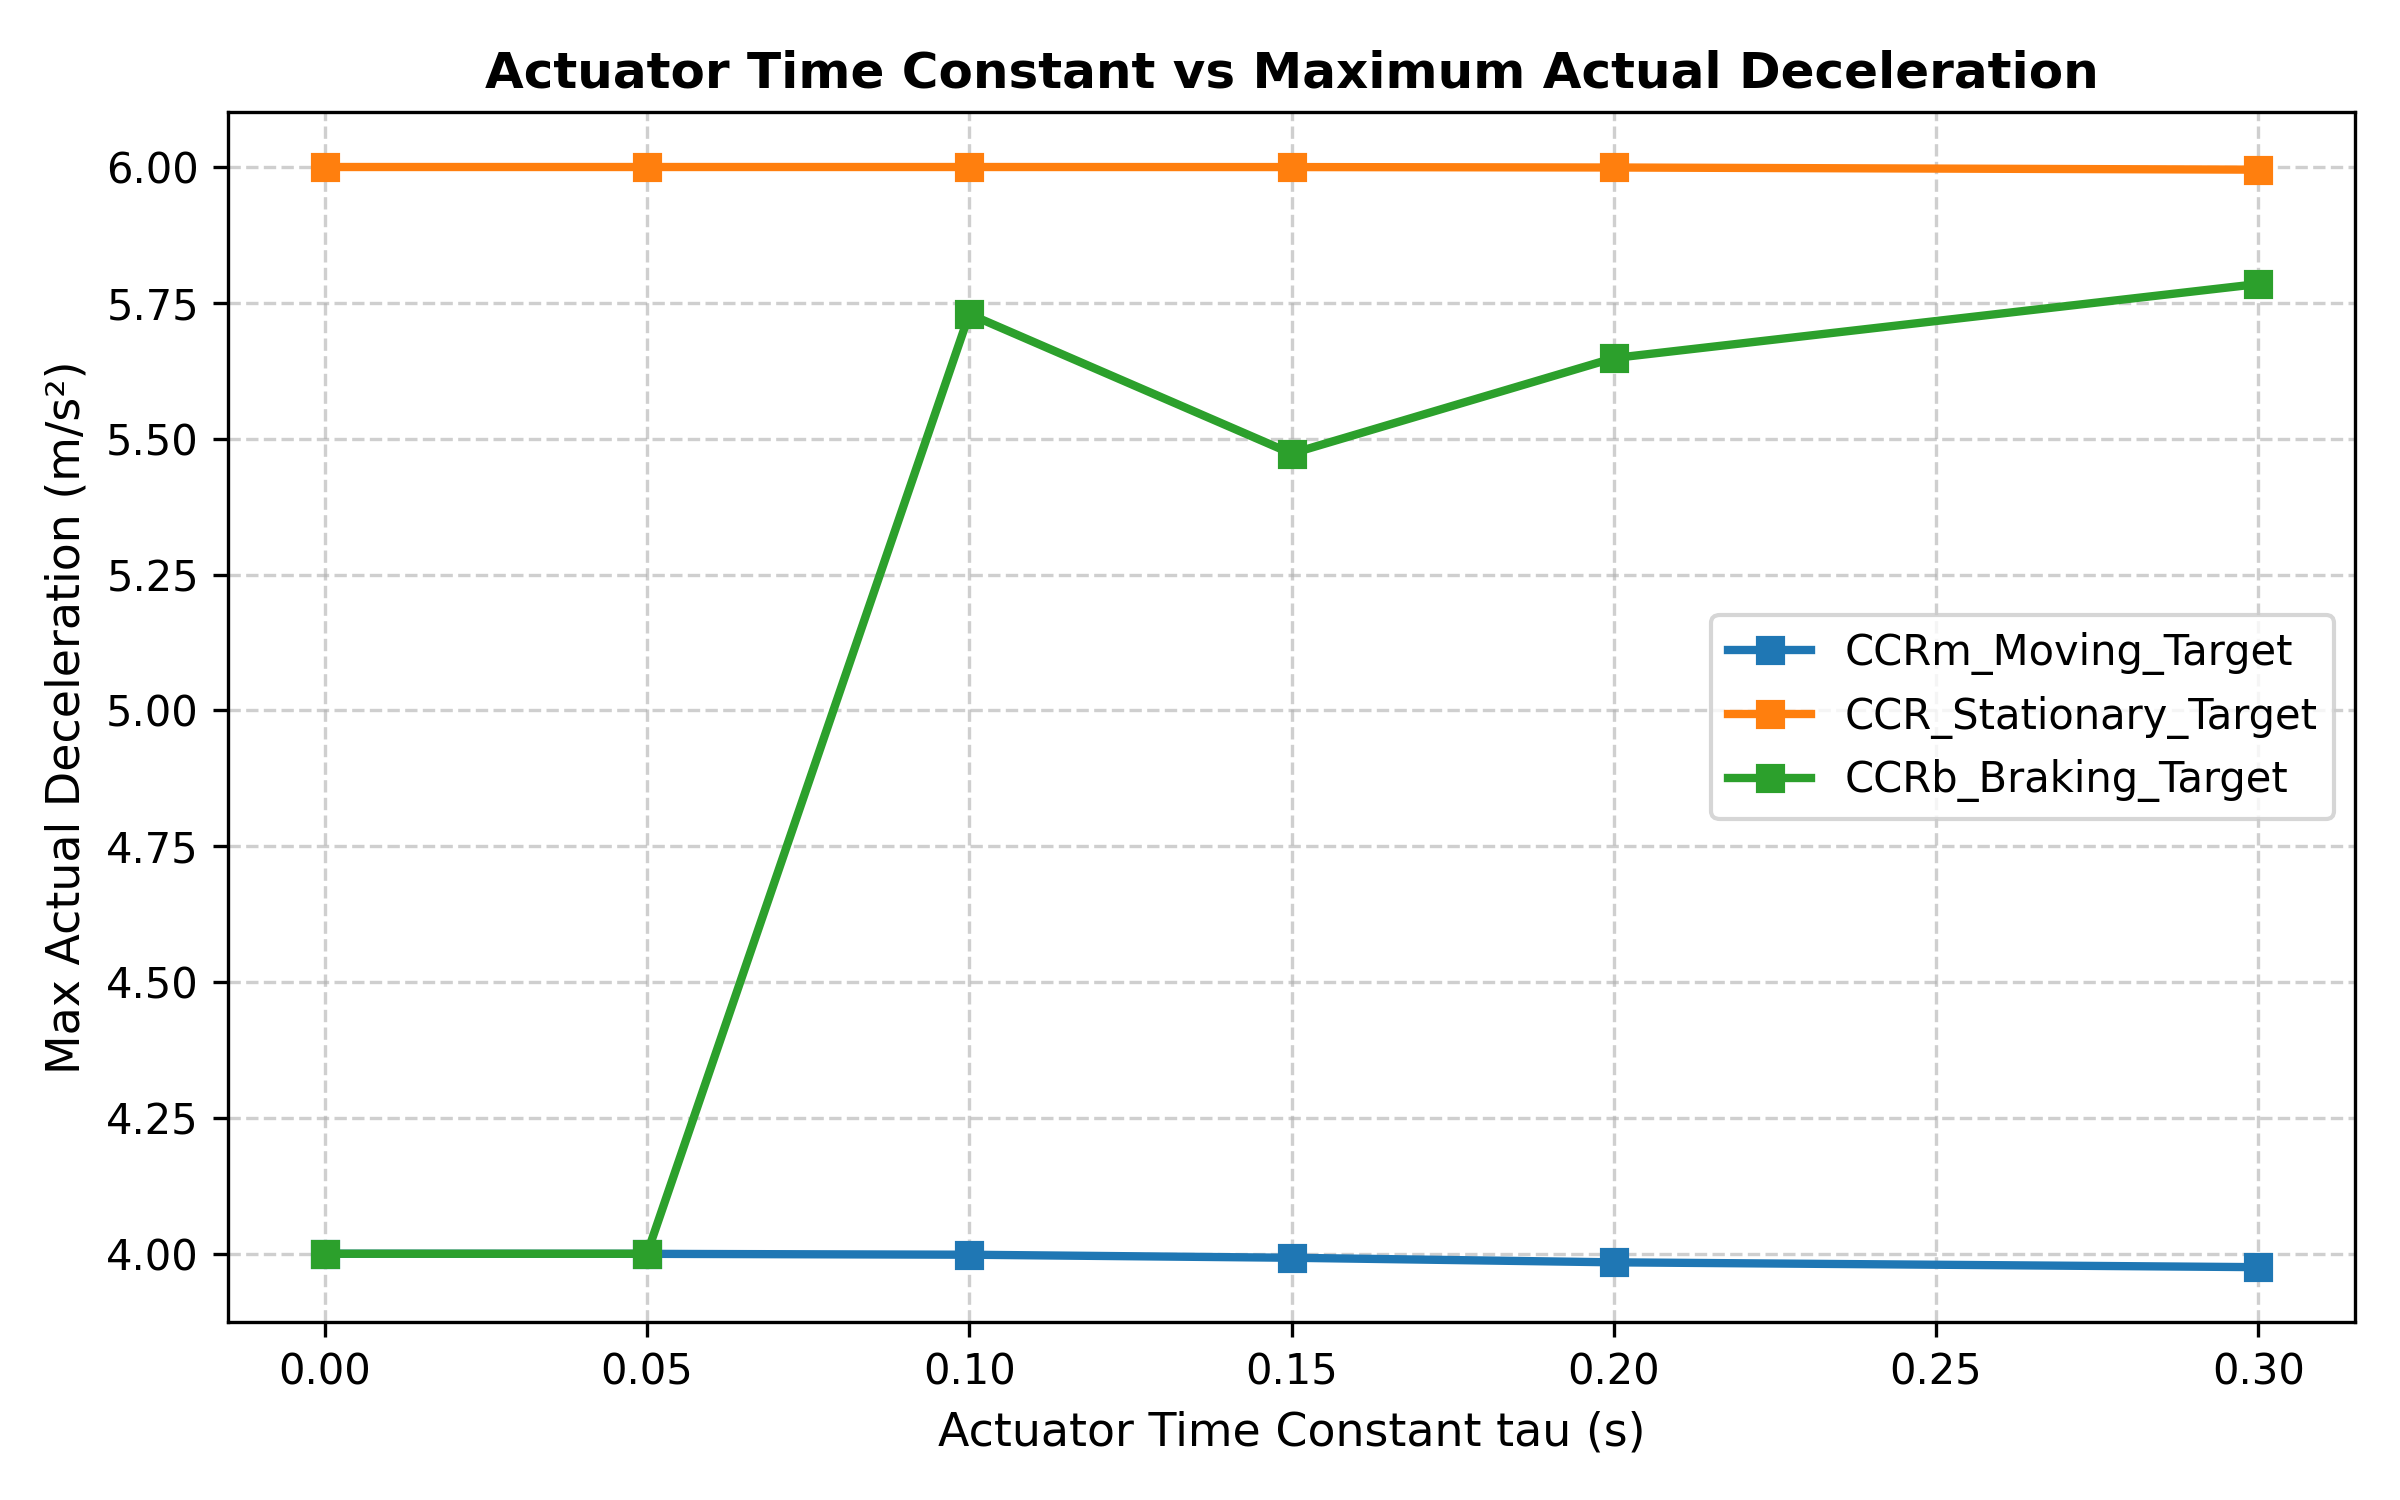 Actuator Time Constant vs Maximum Actual Deceleration
Max Actual Deceleration (m/s²)
6.00
5.75
5.50
5.25
5.00
4.75
4.50
4.25
4.00
CCRm_Moving_Target
CCR_Stationary_Target
CCRb_Braking_Target
0.00 0.05 0.10 0.15 0.20 0.25 0.30
Actuator Time Constant tau (s)